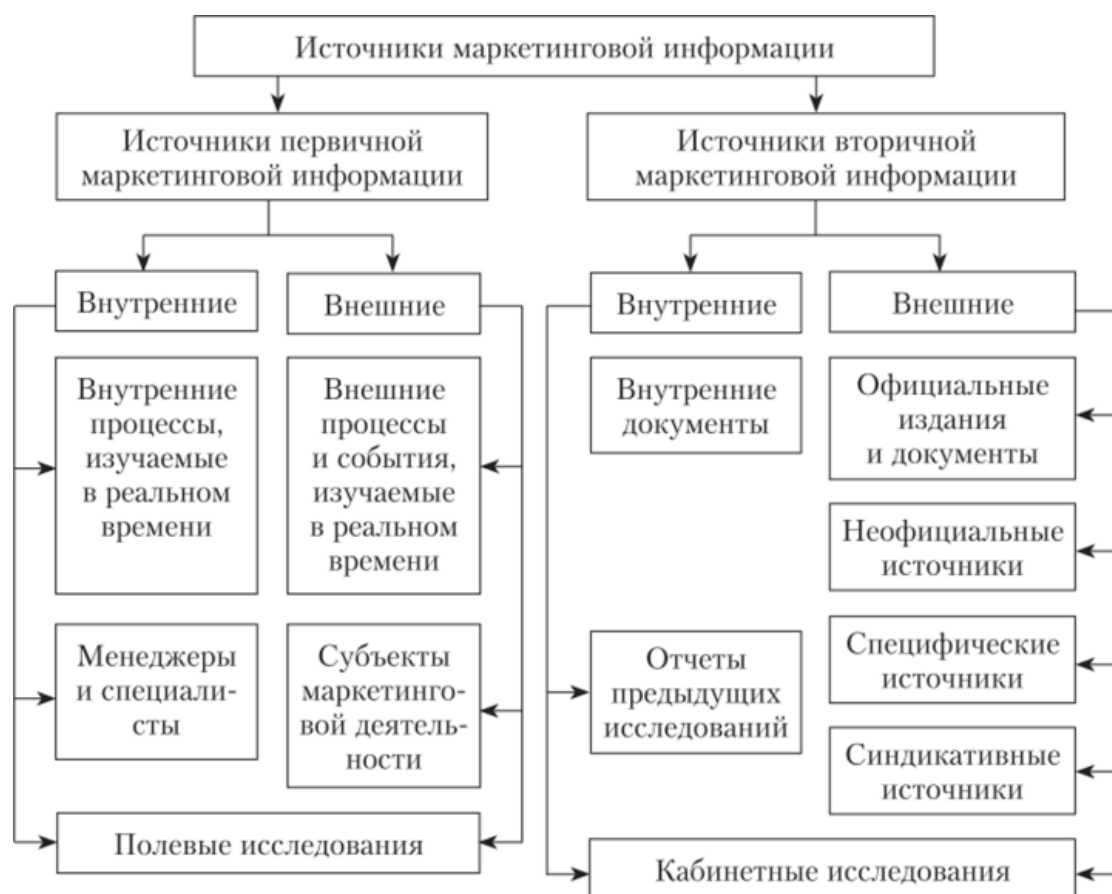 Источники маркетинговой информации
Источники первичной
маркетинговой информации
Источники вторичной
маркетинговой информации
Внутренние
Внешние
Внутренние
Внешние
Внутренние
процессы,
изучаемые
в реальном
времени
Внешние
процессы
и события,
изучаемые
в реальном
времени
Внутренние
документы
Официальные
издания
и документы
Неофициальные
источники
Менеджеры
и специали-
сты
Субъекты
маркетинго-
вой деятель-
ности
Отчеты
предыдущих
исследований
Специфические
источники
Синдикативные
источники
Полевые исследования
Кабинетные исследования